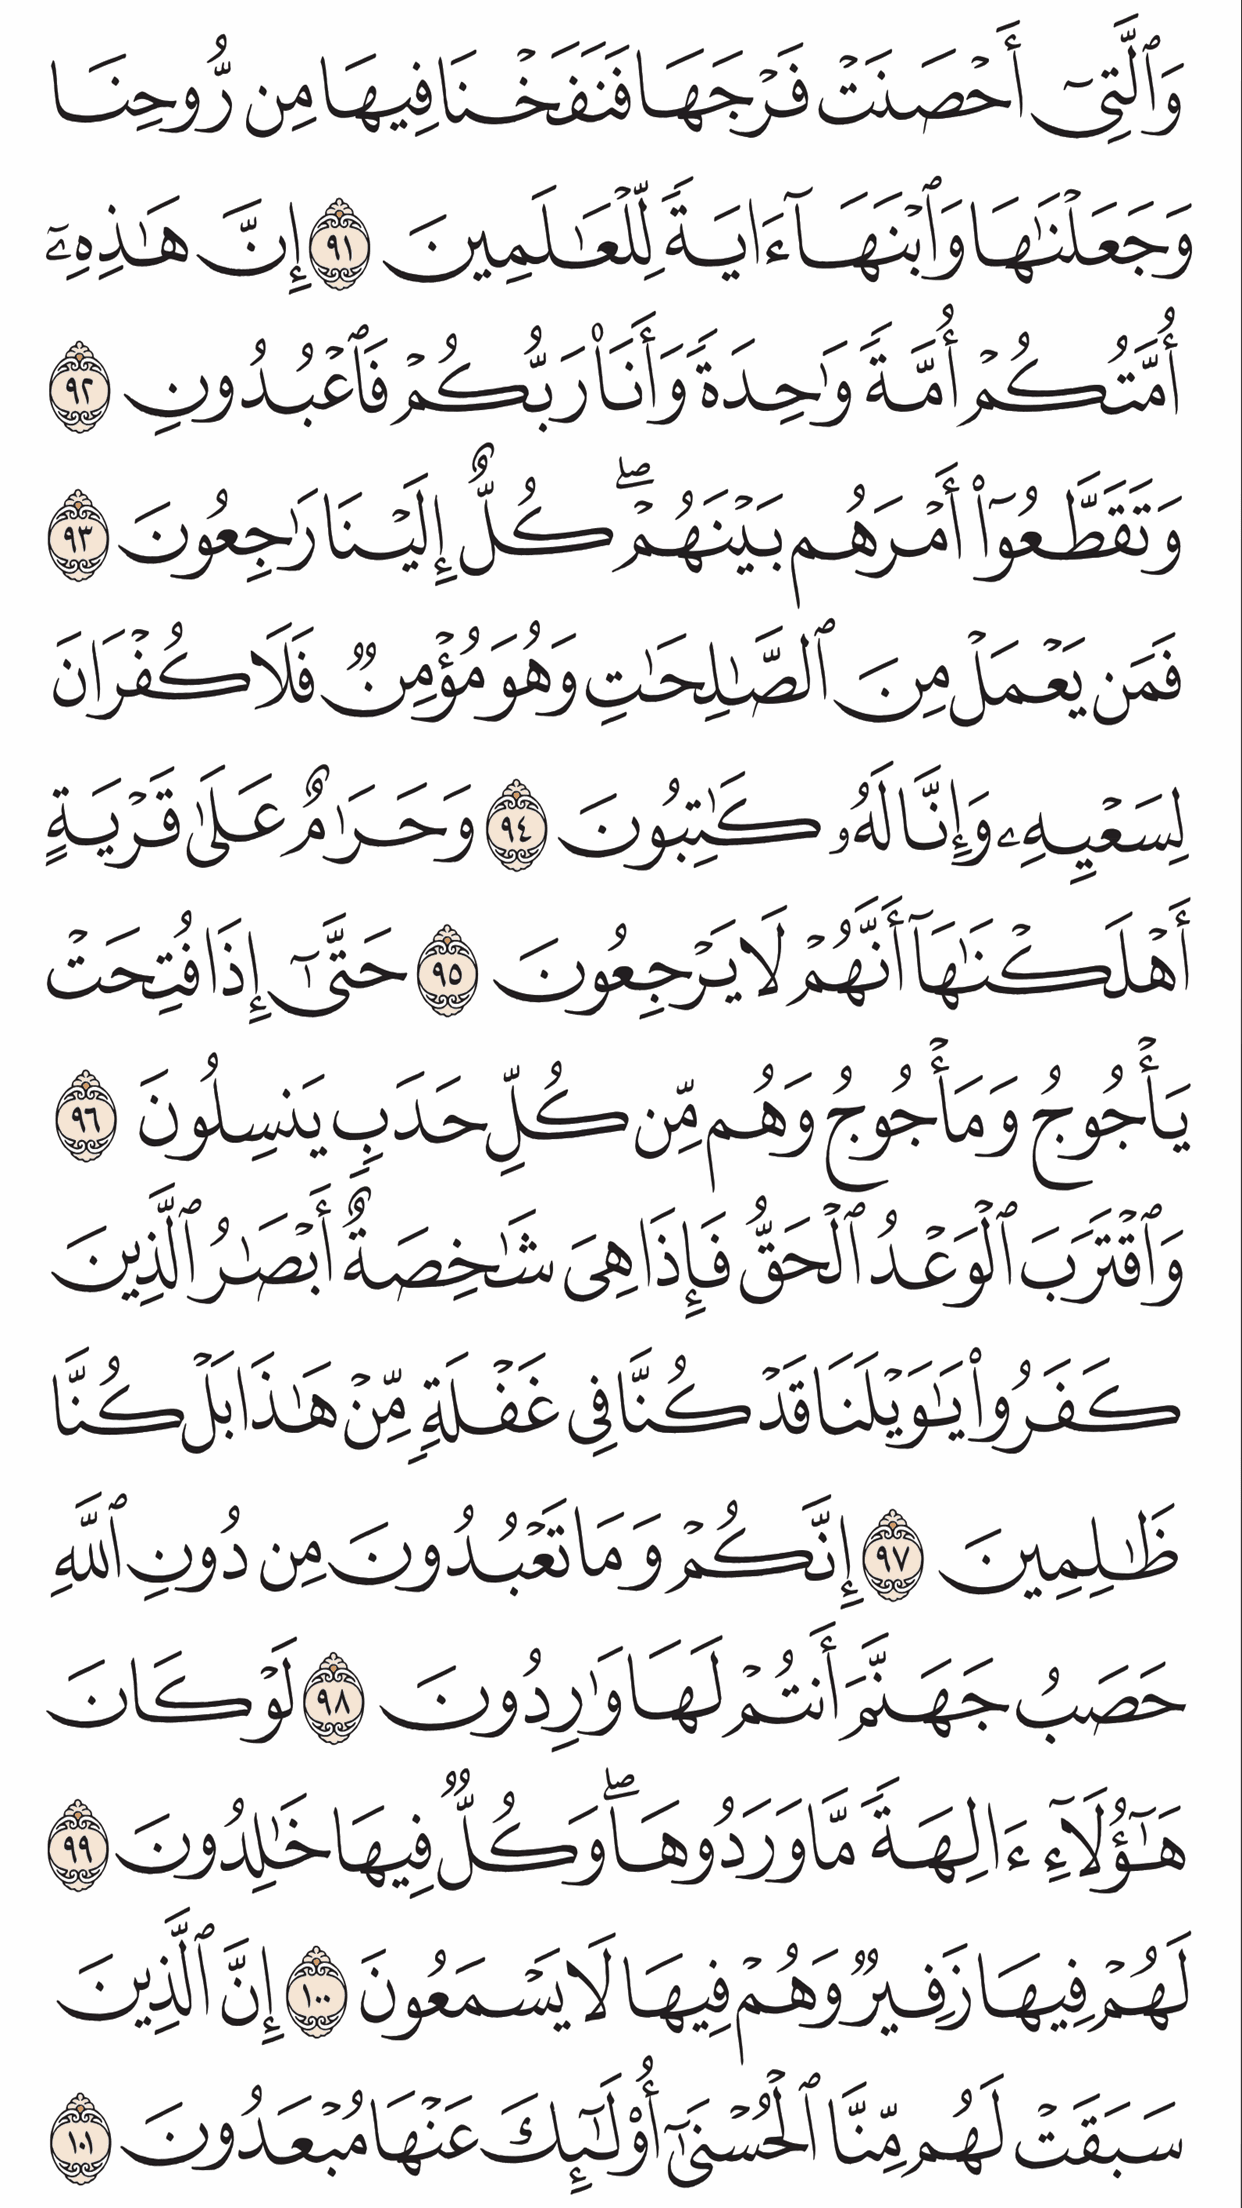 وَٱلَّتِيٓ أَحۡصَنَتۡ فَرۡجَهَا فَنَفَخۡنَا فِيهَا مِن رُّوحِنَا
وَجَعَلۡنَٰهَا وَٱبۡنَهَآ ءَايَةٗ لِّلۡعَٰلَمِينَ ٩١ إِنَّ هَٰذِهِۦٓ
أُمَّتُكُمۡ أُمَّةٗ وَٰحِدَةٗ وَأَنَا۠ رَبُّكُمۡ فَٱعۡبُدُونِ ٩٢
وَتَقَطَّعُوٓاْ أَمۡرَهُم بَيۡنَهُمۡۖ كُلٌّ إِلَيۡنَا رَٰجِعُونَ ٩٣
فَمَن يَعۡمَلۡ مِنَ ٱلصَّٰلِحَٰتِ وَهُوَ مُؤۡمِنٞ فَلَا كُفۡرَانَ
لِسَعۡيِهِۦ وَإِنَّا لَهُۥ كَٰتِبُونَ ٩٤ وَحَرَٰمٌ عَلَىٰ قَرۡيَةٍ
أَهۡلَكۡنَٰهَآ أَنَّهُمۡ لَا يَرۡجِعُونَ ٩٥ حَتَّىٰٓ إِذَا فُتِحَتۡ
يَأۡجُوجُ وَمَأۡجُوجُ وَهُم مِّن كُلِّ حَدَبٖ يَنسِلُونَ ٩٦
وَٱقۡتَرَبَ ٱلۡوَعۡدُ ٱلۡحَقُّ فَإِذَا هِيَ شَٰخِصَةٌ أَبۡصَٰرُ ٱلَّذِينَ
كَفَرُواْ يَٰوَيۡلَنَا قَدۡ كُنَّا فِي غَفۡلَةٖ مِّنۡ هَٰذَا بَلۡ كُنَّا
ظَٰلِمِينَ ٩٧ إِنَّكُمۡ وَمَا تَعۡبُدُونَ مِن دُونِ ٱللَّهِ
حَصَبُ جَهَنَّمَ أَنتُمۡ لَهَا وَٰرِدُونَ ٩٨ لَوۡ كَانَ
هَٰٓؤُلَآءِ ءَالِهَةٗ مَّا وَرَدُوهَاۖ وَكُلّٞ فِيهَا خَٰلِدُونَ ٩٩
لَهُمۡ فِيهَا زَفِيرٞ وَهُمۡ فِيهَا لَا يَسۡمَعُونَ ١٠٠ إِنَّ ٱلَّذِينَ
سَبَقَتۡ لَهُم مِّنَّا ٱلۡحُسۡنَىٰٓ أُوْلَٰٓئِكَ عَنۡهَا مُبۡعَدُونَ ١٠١